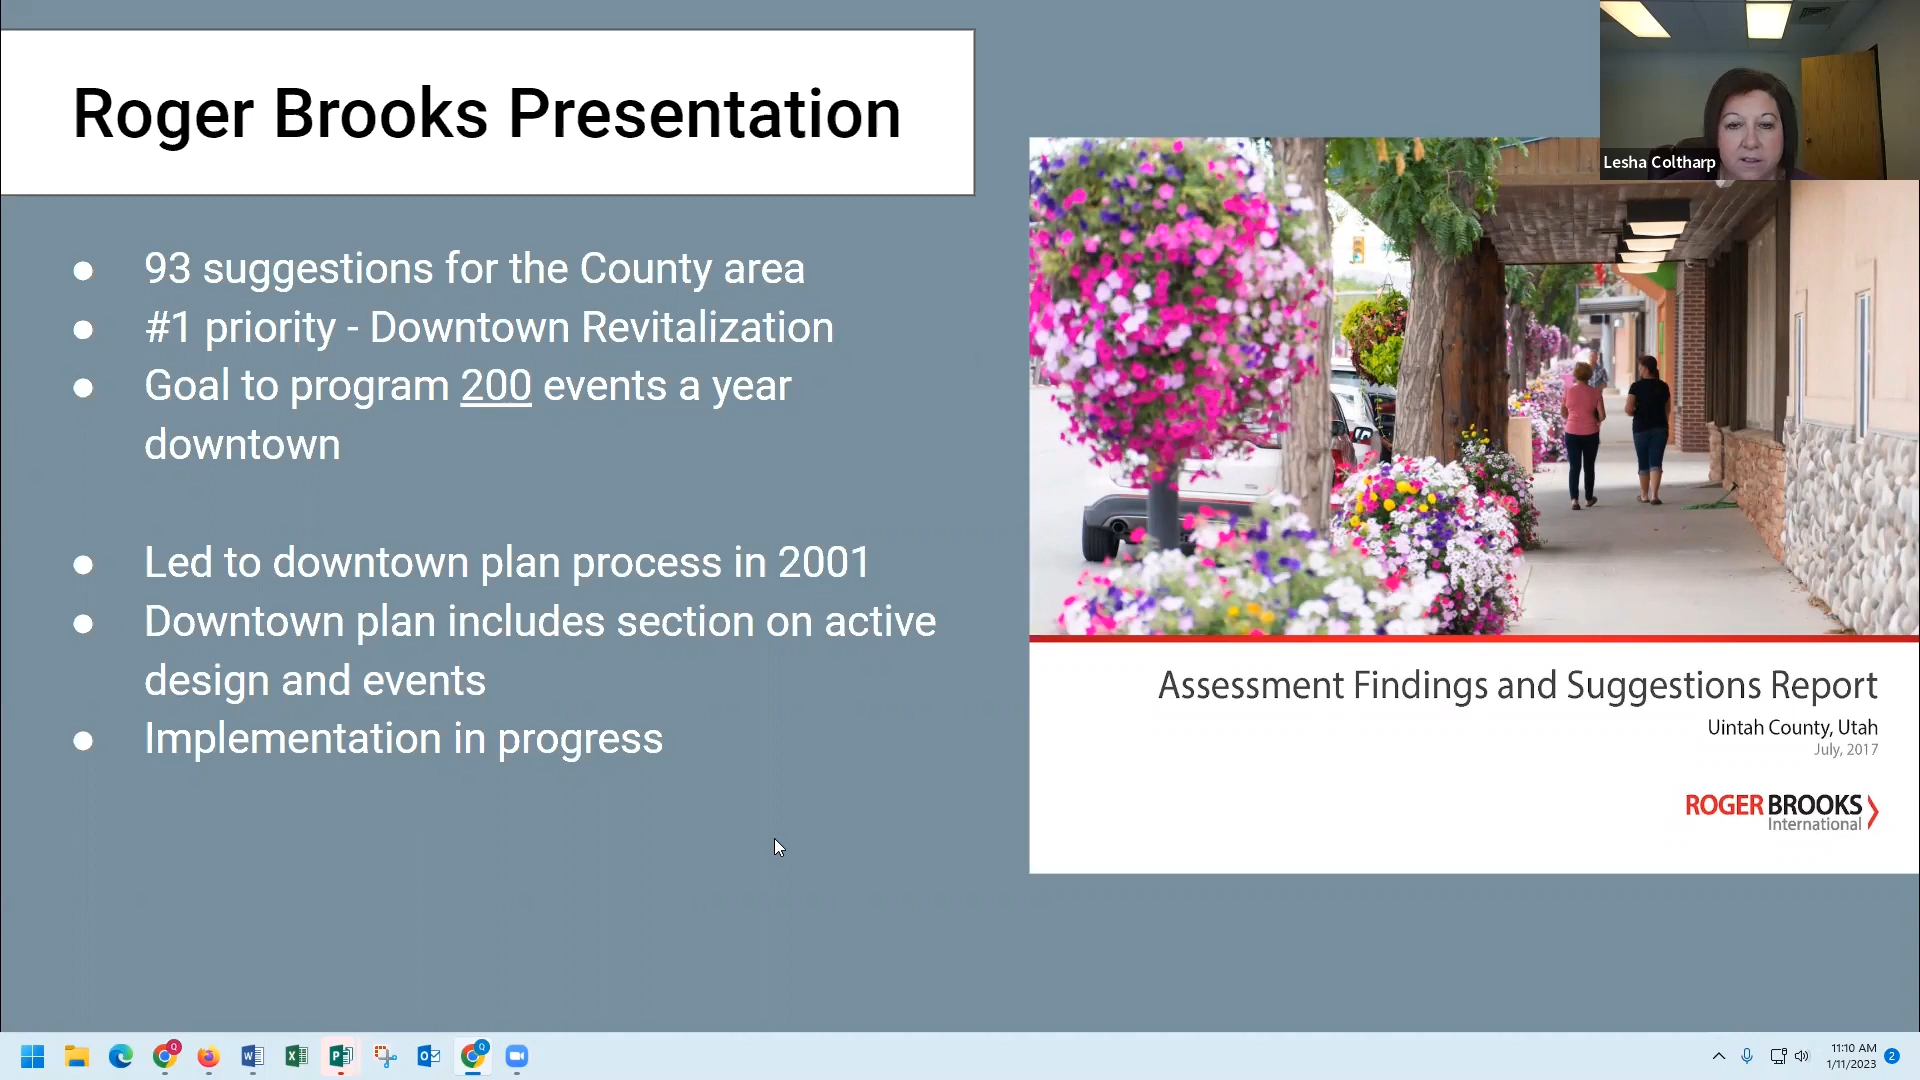 Roger Brooks Presentation
Lesha Coltharp
● 93 suggestions for the County area
● #1 priority - Downtown Revitalization
● Goal to program 200 events a year
downtown
● Led to downtown plan process in 2001
● Downtown plan includes section on active
design and events
● Implementation in progress
Assessment Findings and Suggestions Report
Uintah County, Utah
July, 2017
ROGER BROOKS
International
11:10 AM
1/11/2023
2